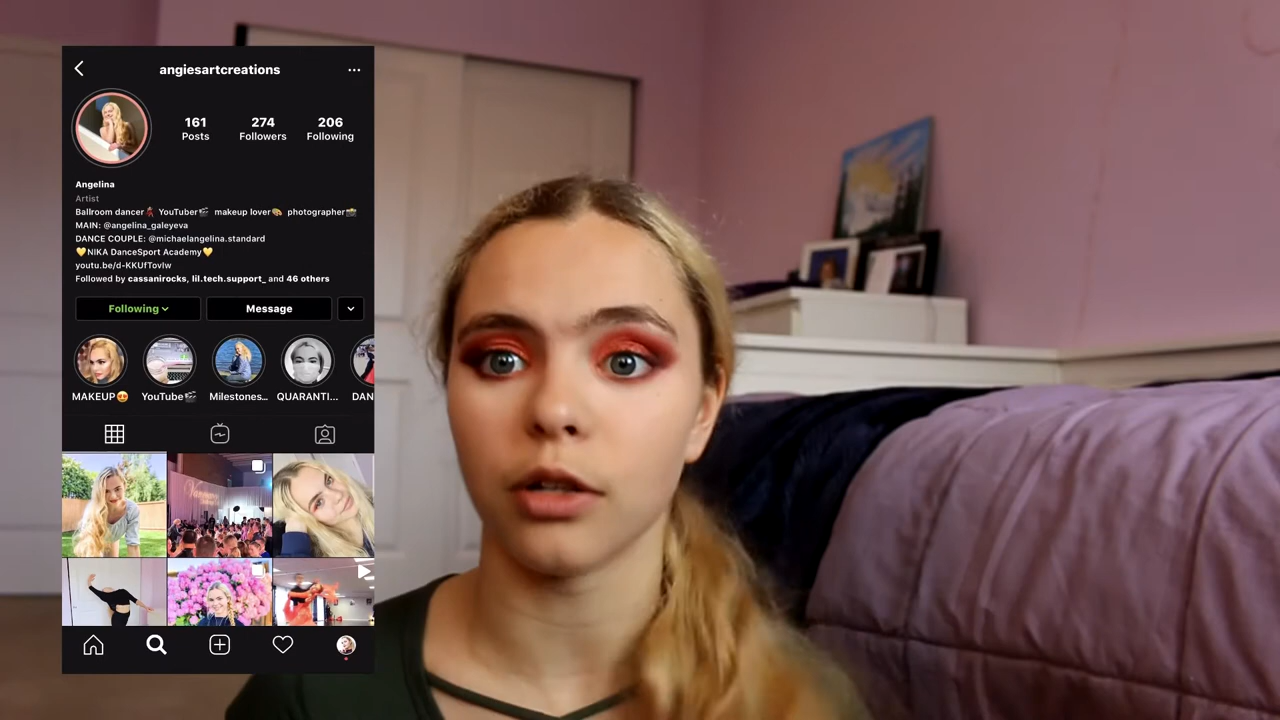 angiesartcreations
161 274 206
Posts Followers Following
Angelina
Artist
Ballroom dancer💃 YouTuber🎬 makeup lover🎨 photographer📸
MAIN: @angelina_galeyeva
DANCE COUPLE: @michaelangelina.standard
💛NIKA DanceSport Academy💛
youtu.be/d-KKUfTovIw
Followed by cassanirocks, lil.tech.support_ and 46 others
Following Message
MAKEUP😍 YouTube🎬 Milestones... QUARANTI... DAN